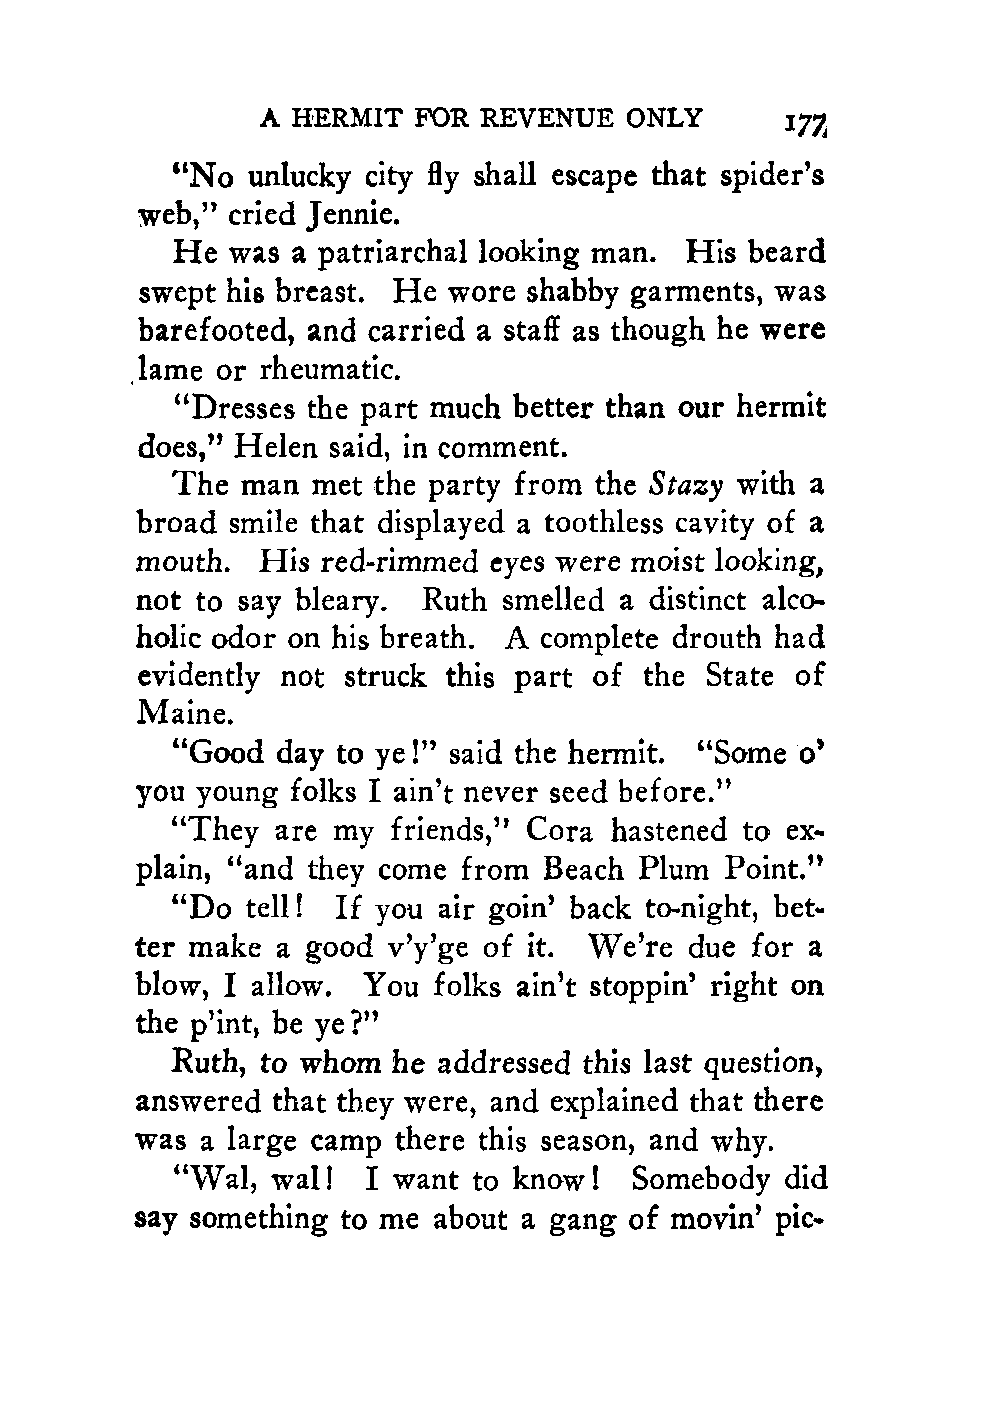 A HERMIT FOR REVENUE ONLY 177
“No unlucky city fly shall escape that spider’s
web,” cried Jennie.
He was a patriarchal looking man. His beard
swept his breast. He wore shabby garments, was
barefooted, and carried a staff as though he were
lame or rheumatic.
“Dresses the part much better than our hermit
does,” Helen said, in comment.
The man met the party from the Stazy with a
broad smile that displayed a toothless cavity of a
mouth. His red-rimmed eyes were moist looking,
not to say bleary. Ruth smelled a distinct alco-
holic odor on his breath. A complete drouth had
evidently not struck this part of the State of
Maine.
“Good day to ye!” said the hermit. “Some o’
you young folks I ain’t never seed before.”
“They are my friends,” Cora hastened to ex-
plain, “and they come from Beach Plum Point.”
“Do tell! If you air goin’ back to-night, bet-
ter make a good v’y’ge of it. We’re due for a
blow, I allow. You folks ain’t stoppin’ right on
the p’int, be ye?”
Ruth, to whom he addressed this last question,
answered that they were, and explained that there
was a large camp there this season, and why.
“Wal, wal! I want to know! Somebody did
say something to me about a gang of movin’ pic-